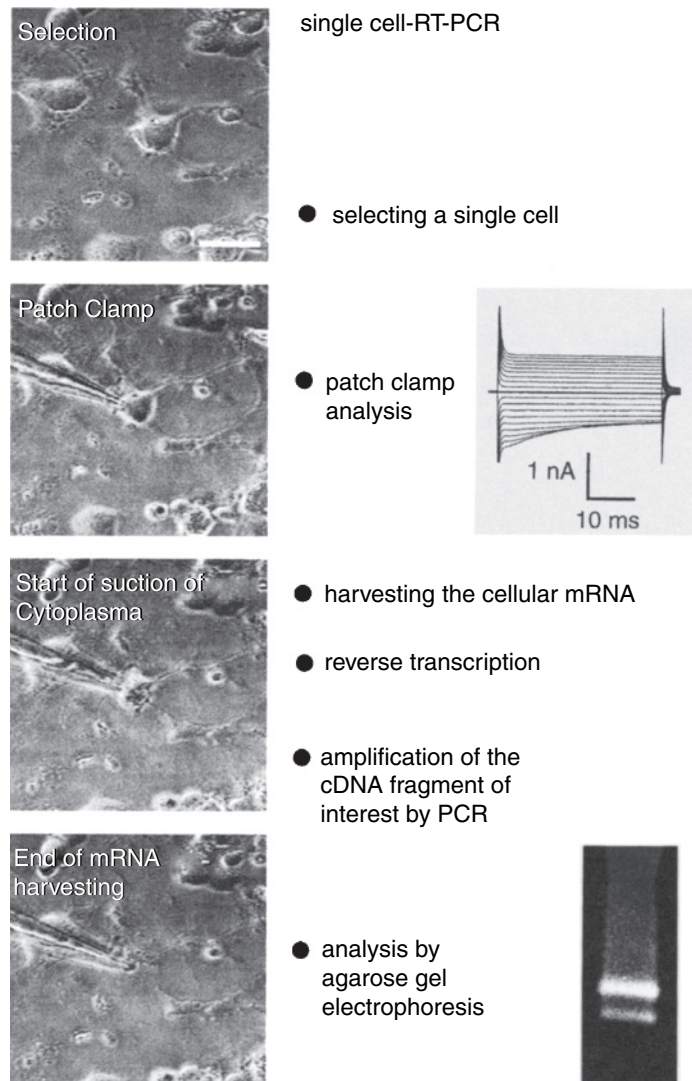 Selection
single cell-RT-PCR
● selecting a single cell
Patch Clamp
● patch clamp
analysis
1 nA
10 ms
Start of suction of
Cytoplasma
● harvesting the cellular mRNA
● reverse transcription
● amplification of the
cDNA fragment of
interest by PCR
End of mRNA
harvesting
● analysis by
agarose gel
electrophoresis